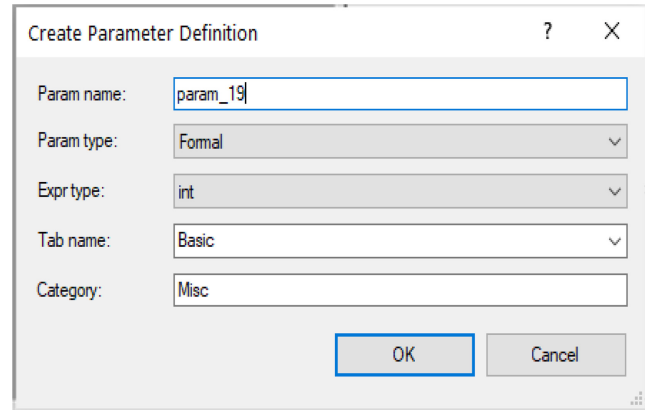 Create Parameter Definition ? X
Param name: param_19
Param type: Formal
Expr type: int
Tab name: Basic
Category: Misc
OK Cancel